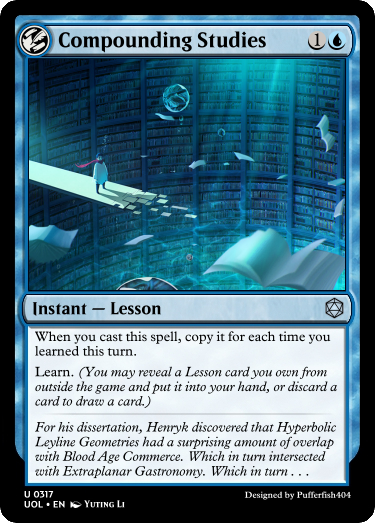 Compounding Studies 1
Instant — Lesson
When you cast this spell, copy it for each time you
learned this turn.
Learn. (You may reveal a Lesson card you own from
outside the game and put it into your hand, or discard a
card to draw a card.)
For his dissertation, Henryk discovered that Hyperbolic
Leyline Geometries had a surprising amount of overlap
with Blood Age Commerce. Which in turn intersected
with Extraplanar Gastronomy. Which in turn . . .
U 0317
UOL • EN Yuting Li
Designed by Pufferfish404